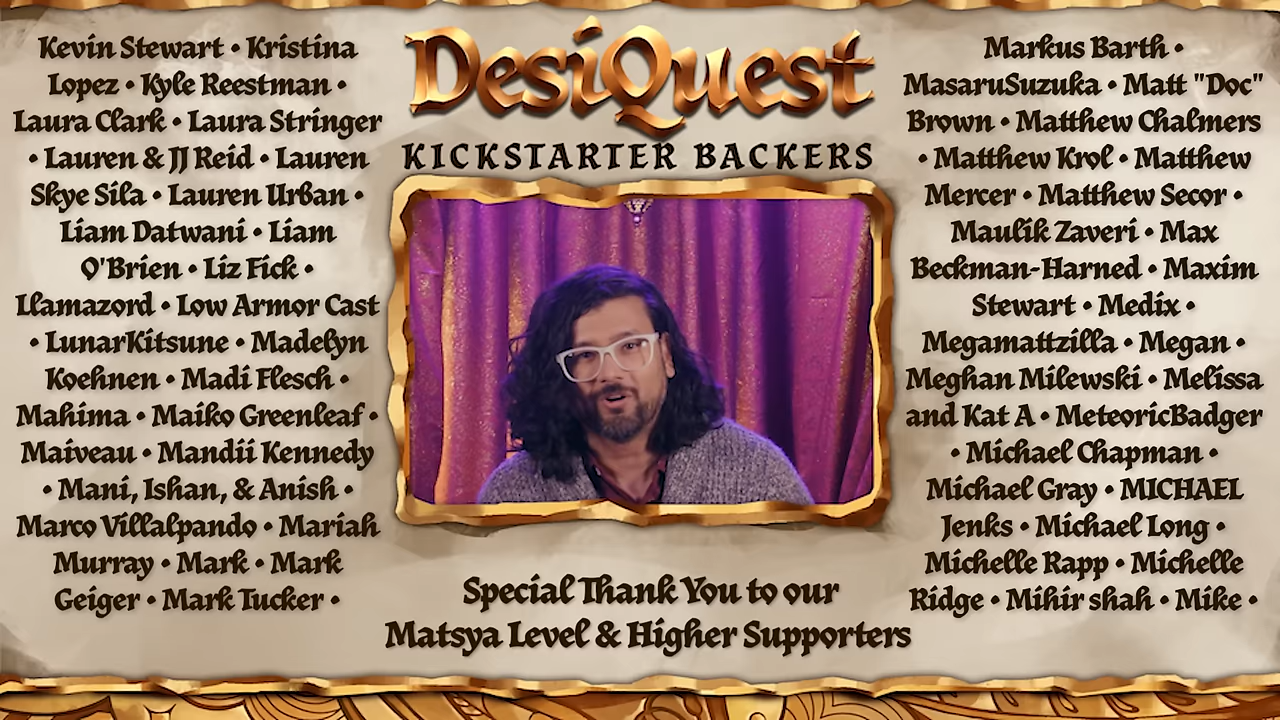 DesiQuest
KICKSTARTER BACKERS
Kevin Stewart • Kristina
Lopez • Kyle Reestman •
Laura Clark • Laura Stringer
• Lauren & JJ Reid • Lauren
Skye Sila • Lauren Urban •
Liam Datwani • Liam
O'Brien • Liz Fick •
Llamazord • Low Armor Cast
• LunarKitsune • Madelyn
Koehnen • Madi Flesch •
Mahima • Maiko Greenleaf •
Maiveau • Mandii Kennedy
• Mani, Ishan, & Anish •
Marco Villalpando • Mariah
Murray • Mark • Mark
Geiger • Mark Tucker •
Markus Barth •
MasaruSuzuka • Matt "Doc"
Brown • Matthew Chalmers
• Matthew Krol • Matthew
Mercer • Matthew Secor •
Maulik Zaveri • Max
Beckman-Harned • Maxim
Stewart • Medix •
Megamattzilla • Megan •
Meghan Milewski • Melissa
and Kat A • MeteoricBadger
• Michael Chapman •
Michael Gray • MICHAEL
Jenks • Michael Long •
Michelle Rapp • Michelle
Ridge • Mihir shah • Mike •
Special Thank You to our
Matsya Level & Higher Supporters